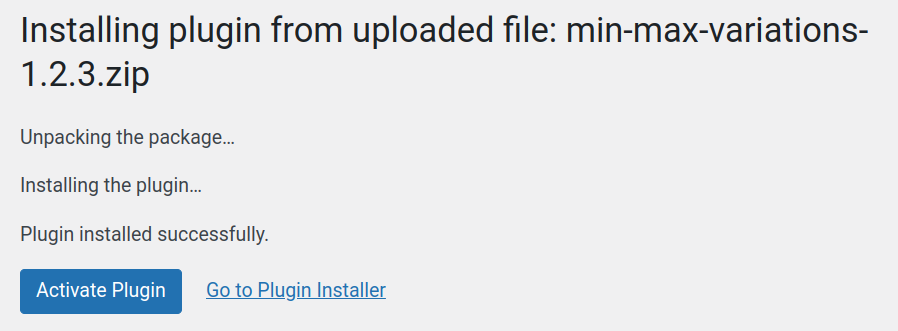 Installing plugin from uploaded file: min-max-variations-
1.2.3.zip
Unpacking the package…
Installing the plugin…
Plugin installed successfully.
Activate Plugin Go to Plugin Installer